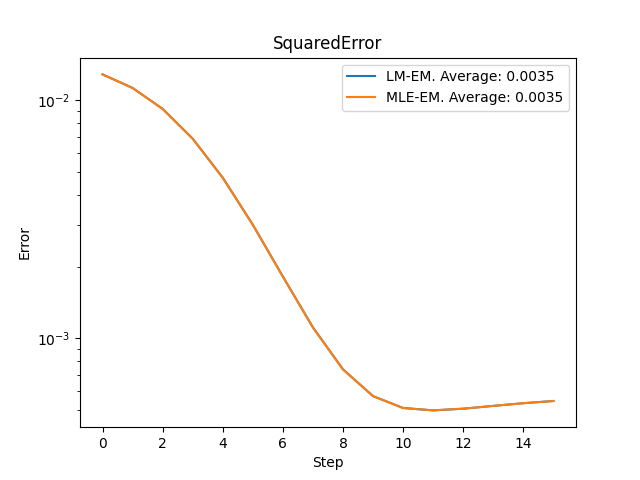 SquaredError
LM-EM. Average: 0.0035
MLE-EM. Average: 0.0035
10⁻²
10⁻³
Error
0 2 4 6 8 10 12 14
Step